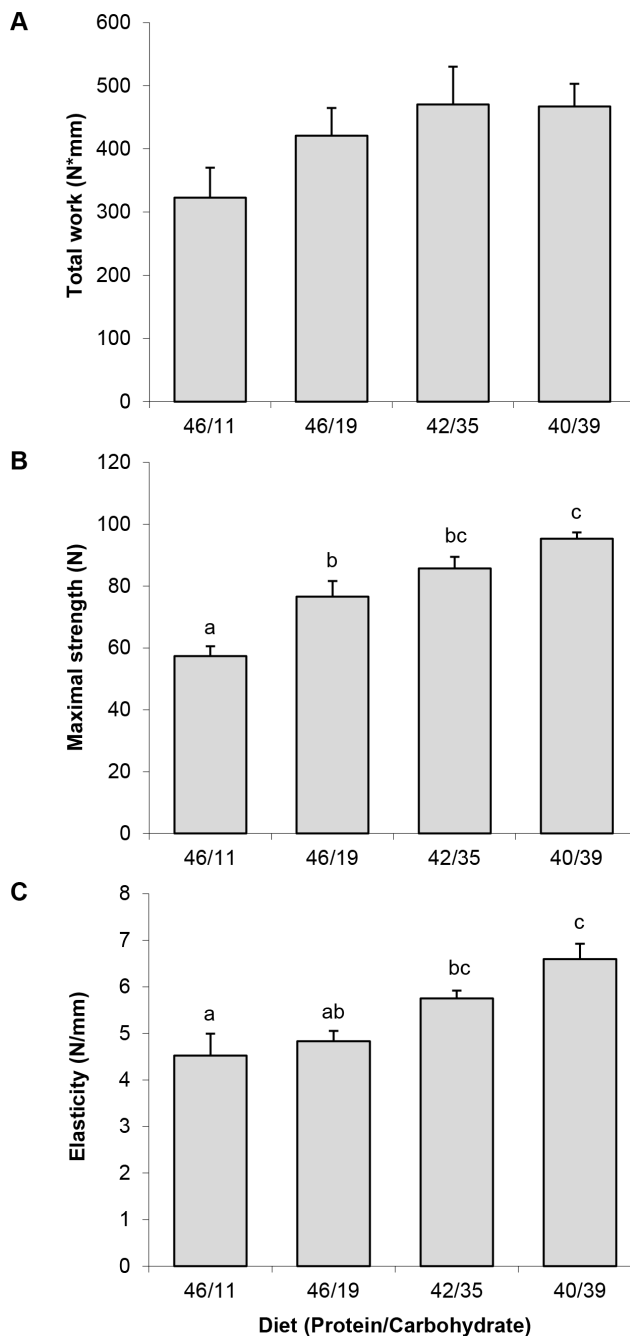 A
Total work (N*mm)
600
500
400
300
200
100
0
46/11 46/19 42/35 40/39
B
Maximal strength (N)
120
100
80
60
40
20
0
a b bc c
46/11 46/19 42/35 40/39
C
Elasticity (N/mm)
8
7
6
5
4
3
2
1
0
a ab bc c
46/11 46/19 42/35 40/39
Diet (Protein/Carbohydrate)